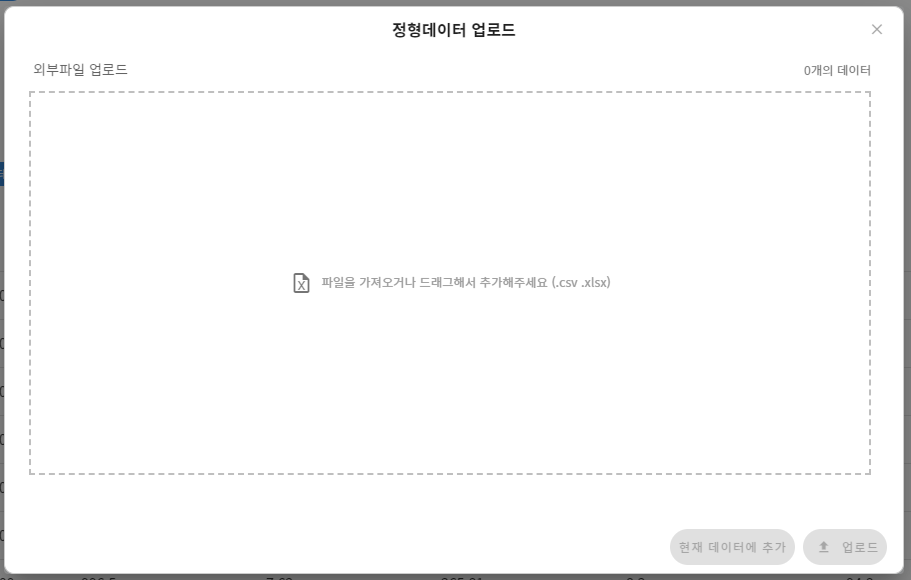 정형데이터 업로드
외부파일 업로드
0개의 데이터
파일을 가져오거나 드래그해서 추가해주세요 (.csv .xlsx)
현재 데이터에 추가
업로드